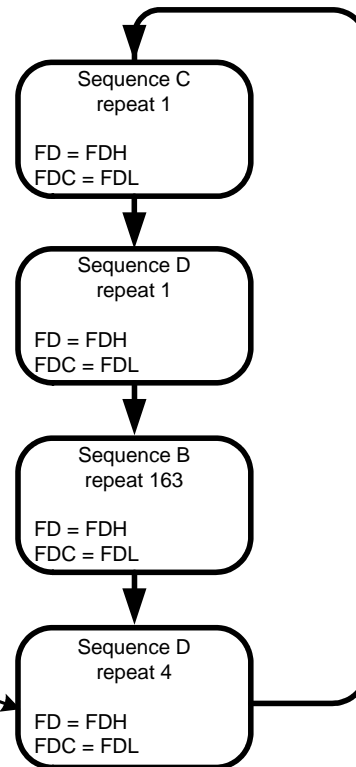 Sequence C
repeat 1
FD = FDH
FDC = FDL
Sequence D
repeat 1
FD = FDH
FDC = FDL
Sequence B
repeat 163
FD = FDH
FDC = FDL
Sequence D
repeat 4
FD = FDH
FDC = FDL